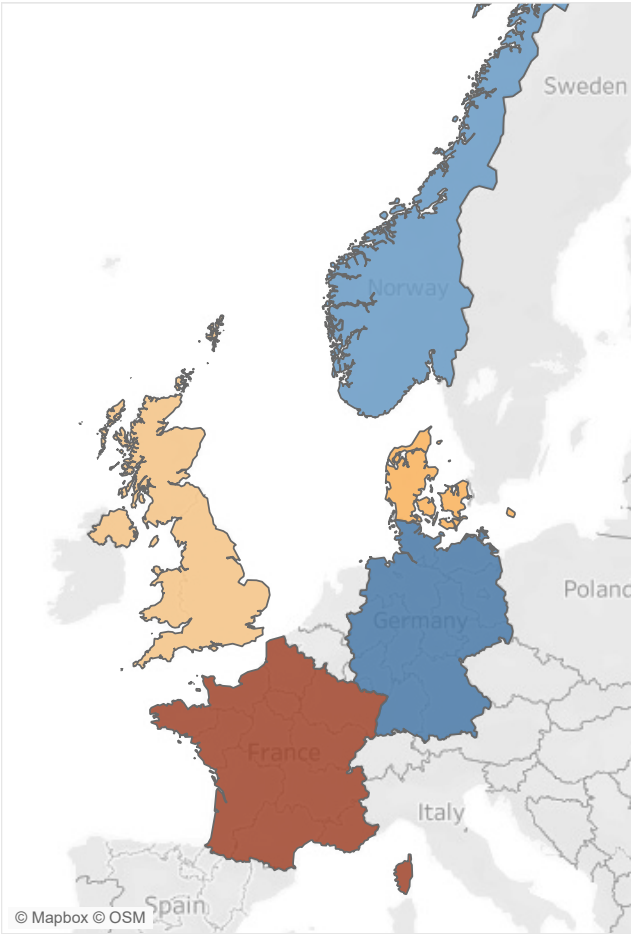 Sweden
Norway
Poland
Germany
France
Italy
Spain
© Mapbox © OSM